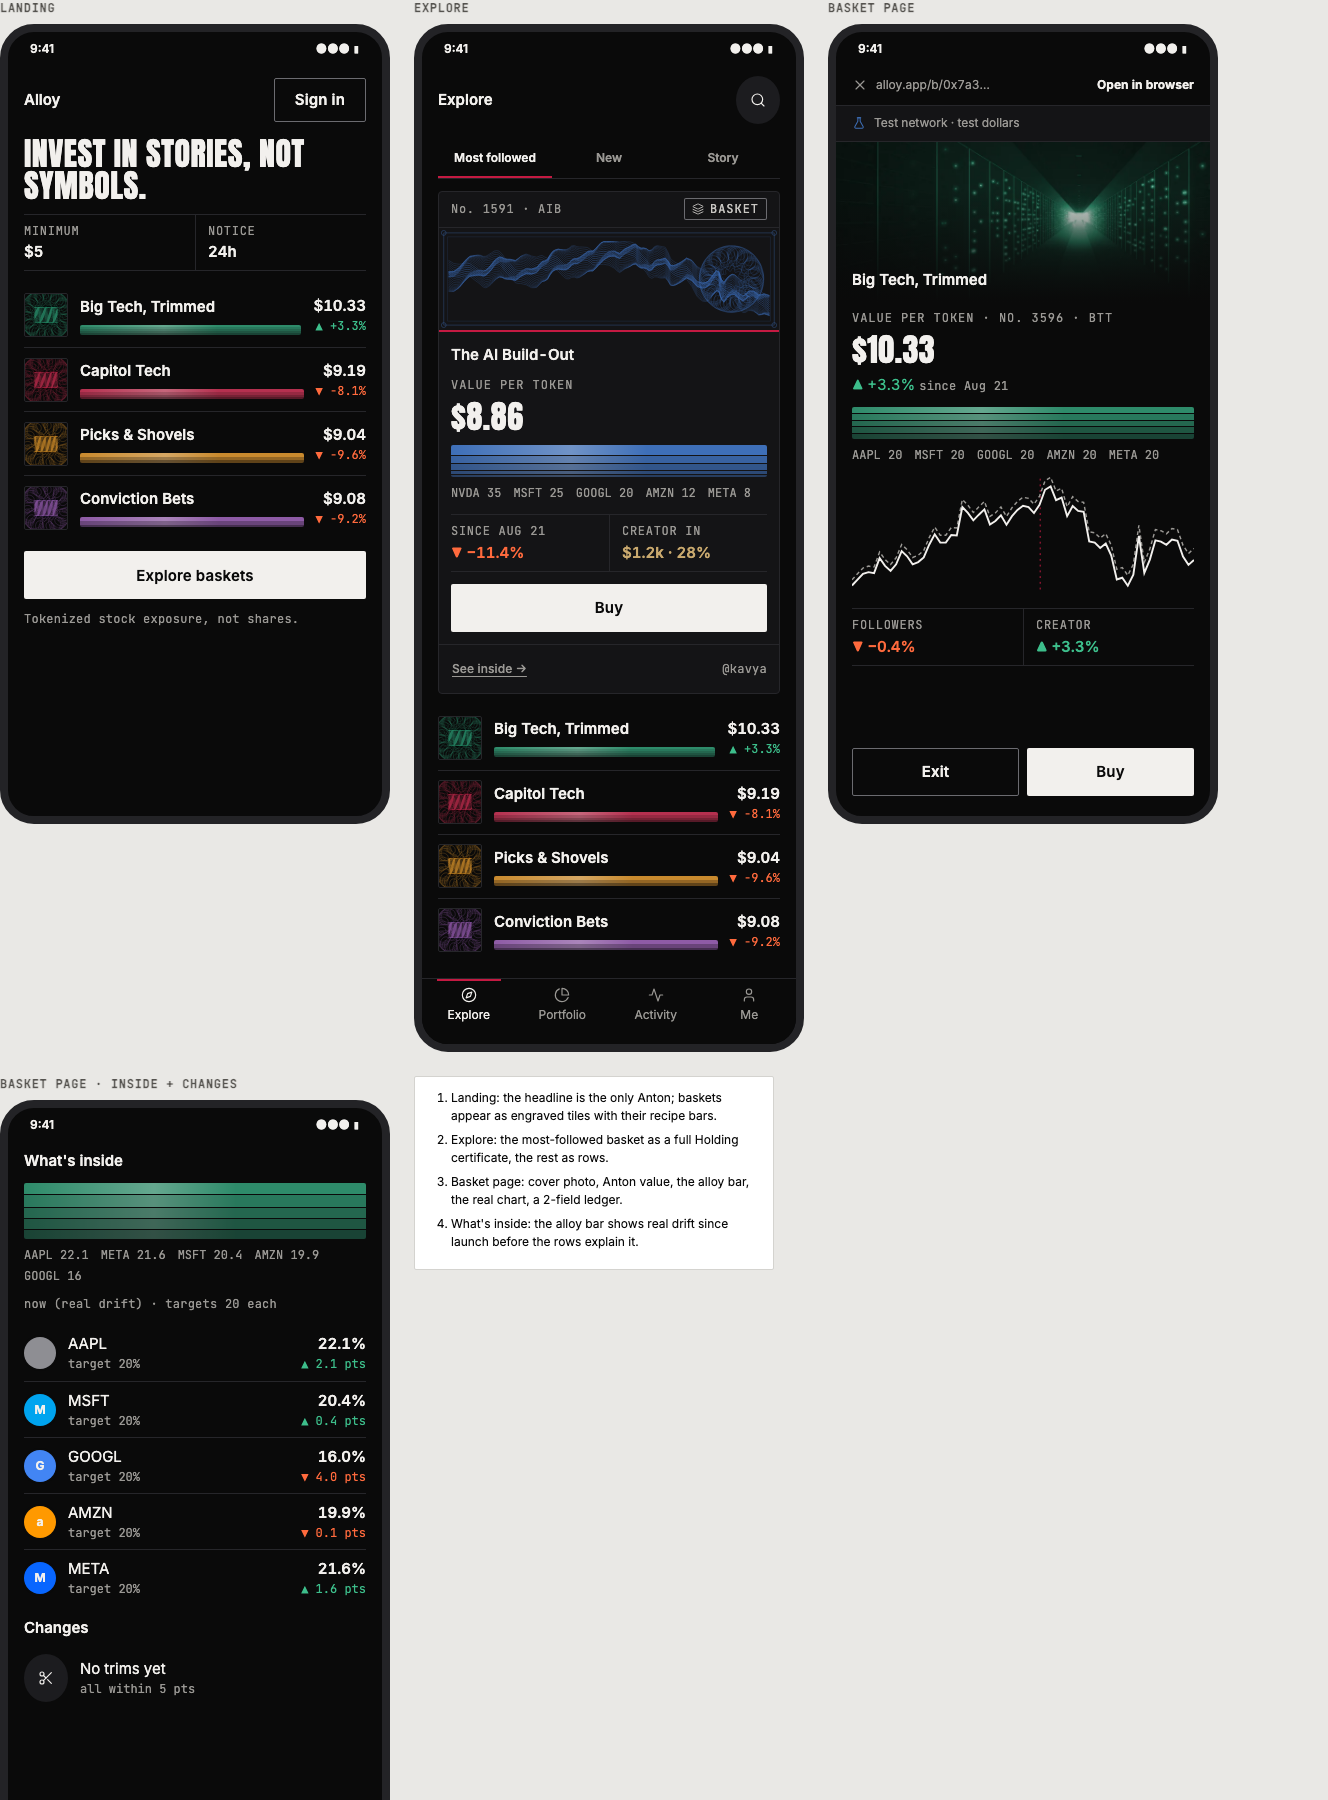 LANDING
9:41
Alloy
Sign in
INVEST IN STORIES, NOT
SYMBOLS.
MINIMUM
$5
NOTICE
24h
Big Tech, Trimmed
$10.33
▲ +3.3%
Capitol Tech
$9.19
▼ -8.1%
Picks & Shovels
$9.04
▼ -9.6%
Conviction Bets
$9.08
▼ -9.2%
Explore baskets
Tokenized stock exposure, not shares.
EXPLORE
9:41
Explore
Most followed
New
Story
No. 1591 · AIB
BASKET
The AI Build-Out
VALUE PER TOKEN
$8.86
NVDA 35 MSFT 25 GOOGL 20 AMZN 12 META 8
SINCE AUG 21
▼ −11.4%
CREATOR IN
$1.2k · 28%
Buy
See inside →
@kavya
Big Tech, Trimmed
$10.33
▲ +3.3%
Capitol Tech
$9.19
▼ -8.1%
Picks & Shovels
$9.04
▼ -9.6%
Conviction Bets
$9.08
▼ -9.2%
Explore
Portfolio
Activity
Me
BASKET PAGE
9:41
alloy.app/b/0x7a3…
Open in browser
Test network · test dollars
Big Tech, Trimmed
VALUE PER TOKEN · NO. 3596 · BTT
$10.33
▲ +3.3% since Aug 21
AAPL 20 MSFT 20 GOOGL 20 AMZN 20 META 20
FOLLOWERS
▼ −0.4%
CREATOR
▲ +3.3%
Exit
Buy
BASKET PAGE · INSIDE + CHANGES
9:41
What's inside
AAPL 22.1 META 21.6 MSFT 20.4 AMZN 19.9
GOOGL 16
now (real drift) · targets 20 each
AAPL
target 20%
22.1%
▲ 2.1 pts
M
MSFT
target 20%
20.4%
▲ 0.4 pts
G
GOOGL
target 20%
16.0%
▼ 4.0 pts
a
AMZN
target 20%
19.9%
▼ 0.1 pts
M
META
target 20%
21.6%
▲ 1.6 pts
Changes
No trims yet
all within 5 pts
1. Landing: the headline is the only Anton; baskets
appear as engraved tiles with their recipe bars.
2. Explore: the most-followed basket as a full Holding
certificate, the rest as rows.
3. Basket page: cover photo, Anton value, the alloy bar,
the real chart, a 2-field ledger.
4. What's inside: the alloy bar shows real drift since
launch before the rows explain it.